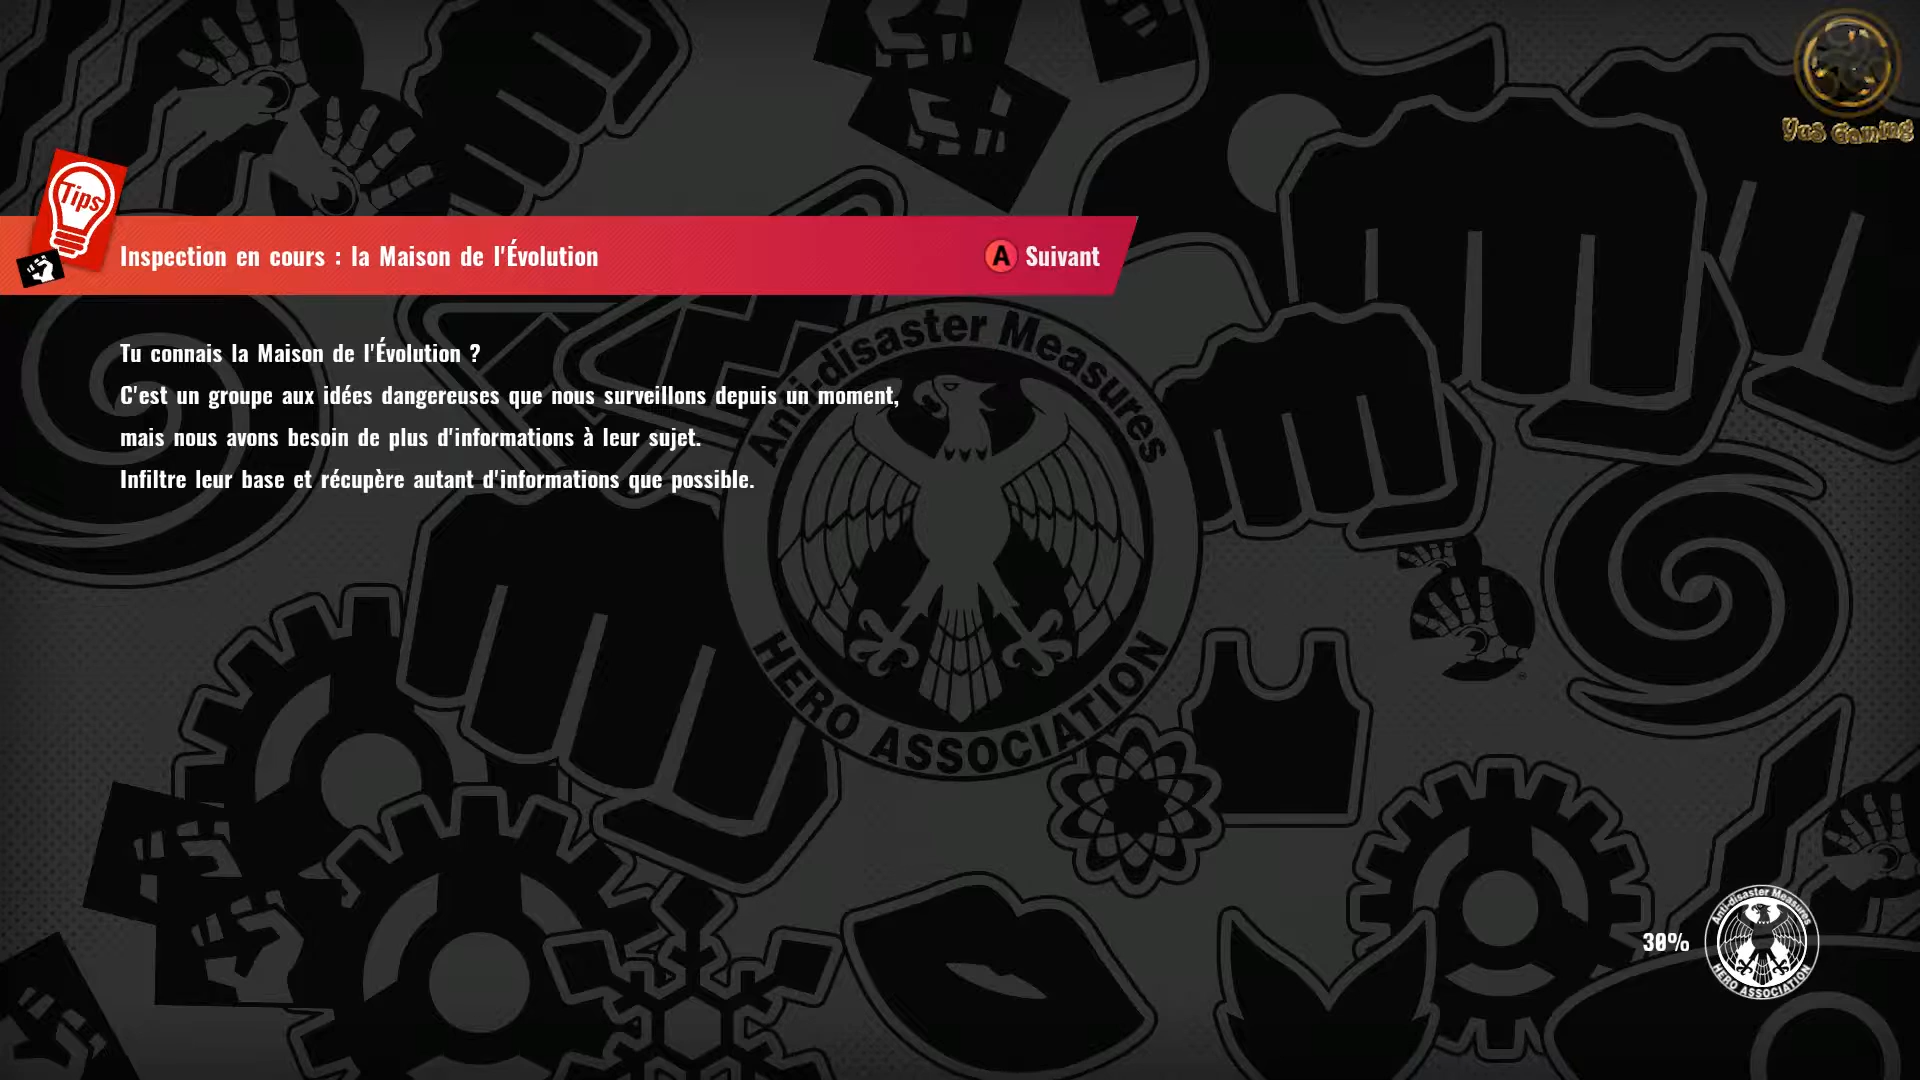 YuS Gaming
Tips
Inspection en cours : la Maison de l'Évolution
A Suivant
Tu connais la Maison de l'Évolution ?
C'est un groupe aux idées dangereuses que nous surveillons depuis un moment,
mais nous avons besoin de plus d'informations à leur sujet.
Infiltre leur base et récupère autant d'informations que possible.
Anti-disaster Measures
HERO ASSOCIATION
30%
Anti-disaster Measures
HERO ASSOCIATION